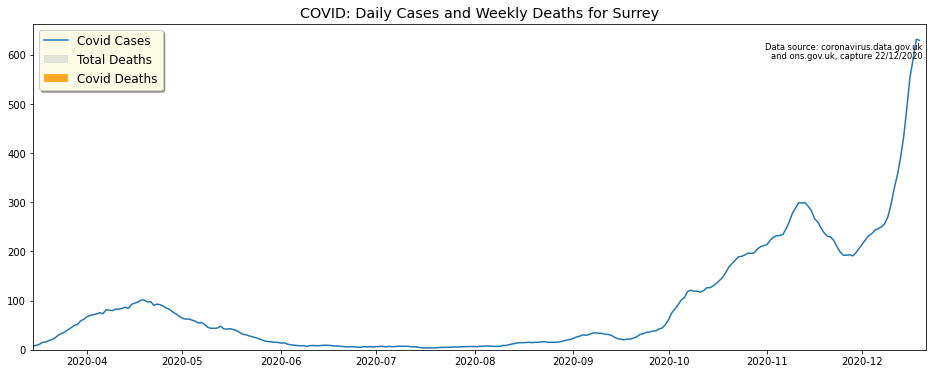 COVID: Daily Cases and Weekly Deaths for Surrey
Covid Cases
Total Deaths
Covid Deaths
Data source: coronavirus.data.gov.uk
and ons.gov.uk, capture 22/12/2020
600
500
400
300
200
100
0
2020-04 2020-05 2020-06 2020-07 2020-08 2020-09 2020-10 2020-11 2020-12